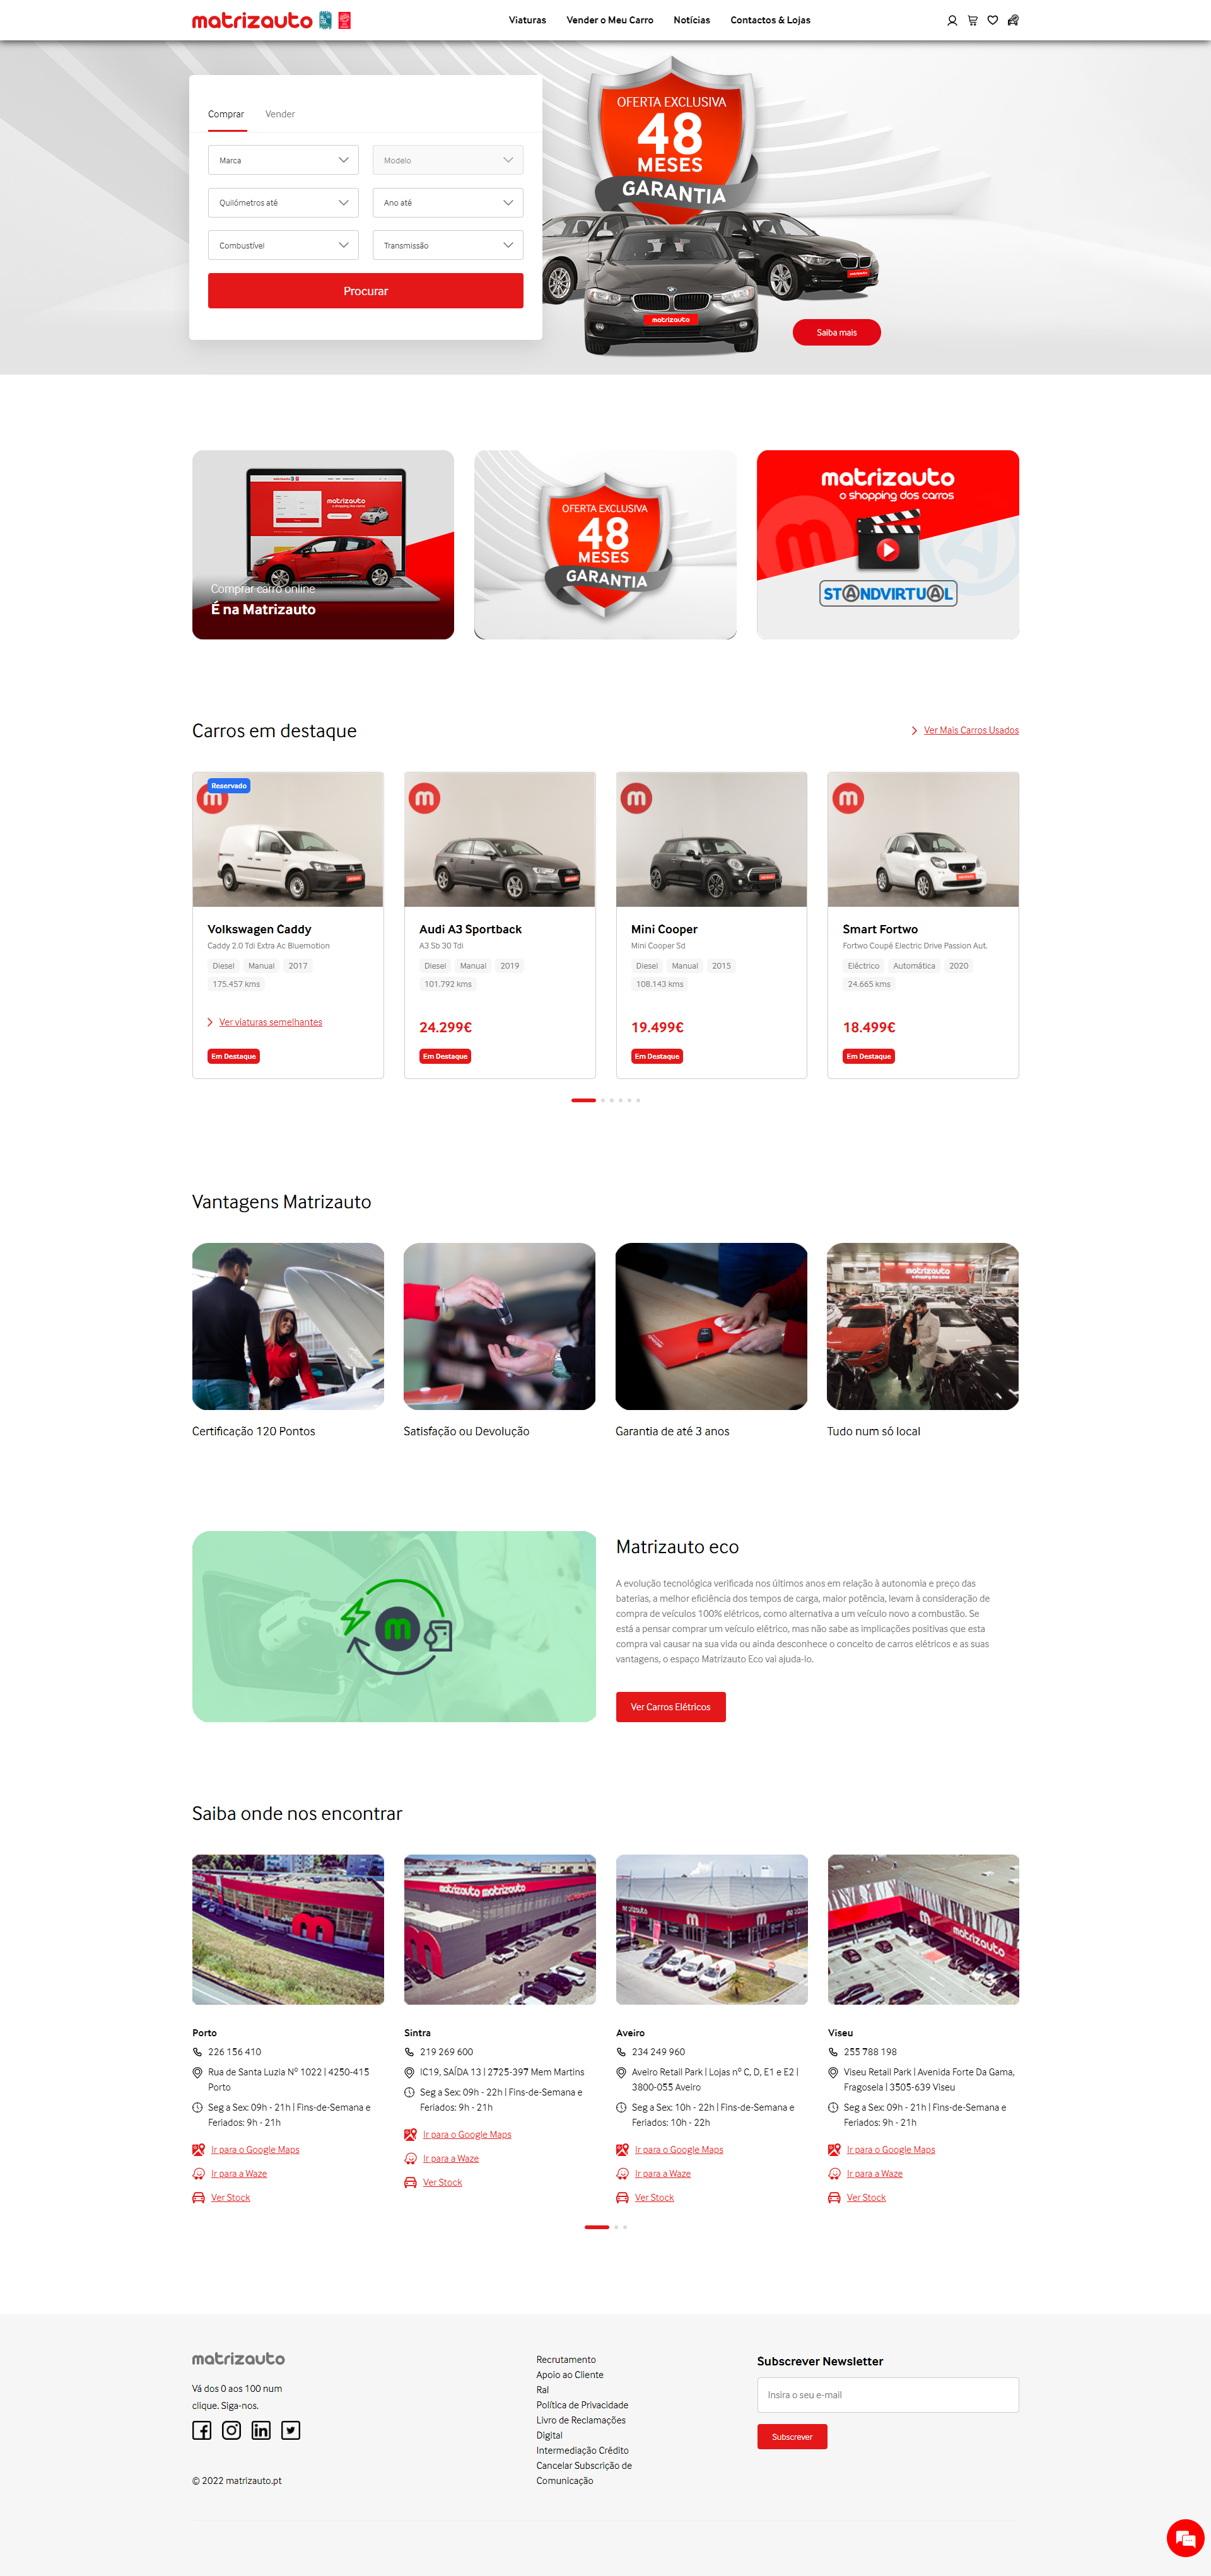 matrizauto
Viaturas
Vender o Meu Carro
Notícias
Contactos & Lojas
Comprar
Vender
Marca
Modelo
Quilómetros até
Ano até
Combustível
Transmissão
Procurar
OFERTA EXCLUSIVA
48
MESES
GARANTIA
matrizauto
Saiba mais
matrizauto
o shopping dos carros
Comprar carro online
É na Matrizauto
OFERTA EXCLUSIVA
48
MESES
GARANTIA
matrizauto
o shopping dos carros
STANDVIRTUAL
Carros em destaque
Ver Mais Carros Usados
Reservado
Volkswagen Caddy
Caddy 2.0 Tdi Extra Ac Bluemotion
Diesel
Manual
2017
175.457 kms
Ver viaturas semelhantes
Em Destaque
Audi A3 Sportback
A3 Sb 30 Tdi
Diesel
Manual
2019
101.792 kms
24.299€
Em Destaque
Mini Cooper
Mini Cooper Sd
Diesel
Manual
2015
108.143 kms
19.499€
Em Destaque
Smart Fortwo
Fortwo Coupé Electric Drive Passion Aut.
Eléctrico
Automática
2020
24.665 kms
18.499€
Em Destaque
Vantagens Matrizauto
matrizauto
o shopping dos carros
Certificação 120 Pontos
Satisfação ou Devolução
Garantia de até 3 anos
Tudo num só local
Matrizauto eco
A evolução tecnológica verificada nos últimos anos em relação à autonomia e preço das
baterias, a melhor eficiência dos tempos de carga, maior potência, levam à consideração de
compra de veículos 100% elétricos, como alternativa a um veículo novo a combustão. Se
está a pensar comprar um veículo elétrico, mas não sabe as implicações positivas que esta
compra vai causar na sua vida ou ainda desconhece o conceito de carros elétricos e as suas
vantagens, o espaço Matrizauto Eco vai ajuda-lo.
Ver Carros Elétricos
Saiba onde nos encontrar
matrizauto matrizauto
matrizauto
matrizauto
Porto
226 156 410
Rua de Santa Luzia Nº 1022 | 4250-415
Porto
Seg a Sex: 09h - 21h | Fins-de-Semana e
Feriados: 9h - 21h
Ir para o Google Maps
Ir para a Waze
Ver Stock
Sintra
219 269 600
IC19, SAÍDA 13 | 2725-397 Mem Martins
Seg a Sex: 09h - 22h | Fins-de-Semana e
Feriados: 9h - 21h
Ir para o Google Maps
Ir para a Waze
Ver Stock
Aveiro
234 249 960
Aveiro Retail Park | Lojas nº C, D, E1 e E2 |
3800-055 Aveiro
Seg a Sex: 10h - 22h | Fins-de-Semana e
Feriados: 10h - 22h
Ir para o Google Maps
Ir para a Waze
Ver Stock
Viseu
255 788 198
Viseu Retail Park | Avenida Forte Da Gama,
Fragosela | 3505-639 Viseu
Seg a Sex: 09h - 21h | Fins-de-Semana e
Feriados: 9h - 21h
Ir para o Google Maps
Ir para a Waze
Ver Stock
matrizauto
Vá dos 0 aos 100 num
clique. Siga-nos.
© 2022 matrizauto.pt
Recrutamento
Apoio ao Cliente
Ral
Política de Privacidade
Livro de Reclamações
Digital
Intermediação Crédito
Cancelar Subscrição de
Comunicação
Subscrever Newsletter
Insira o seu e-mail
Subscrever